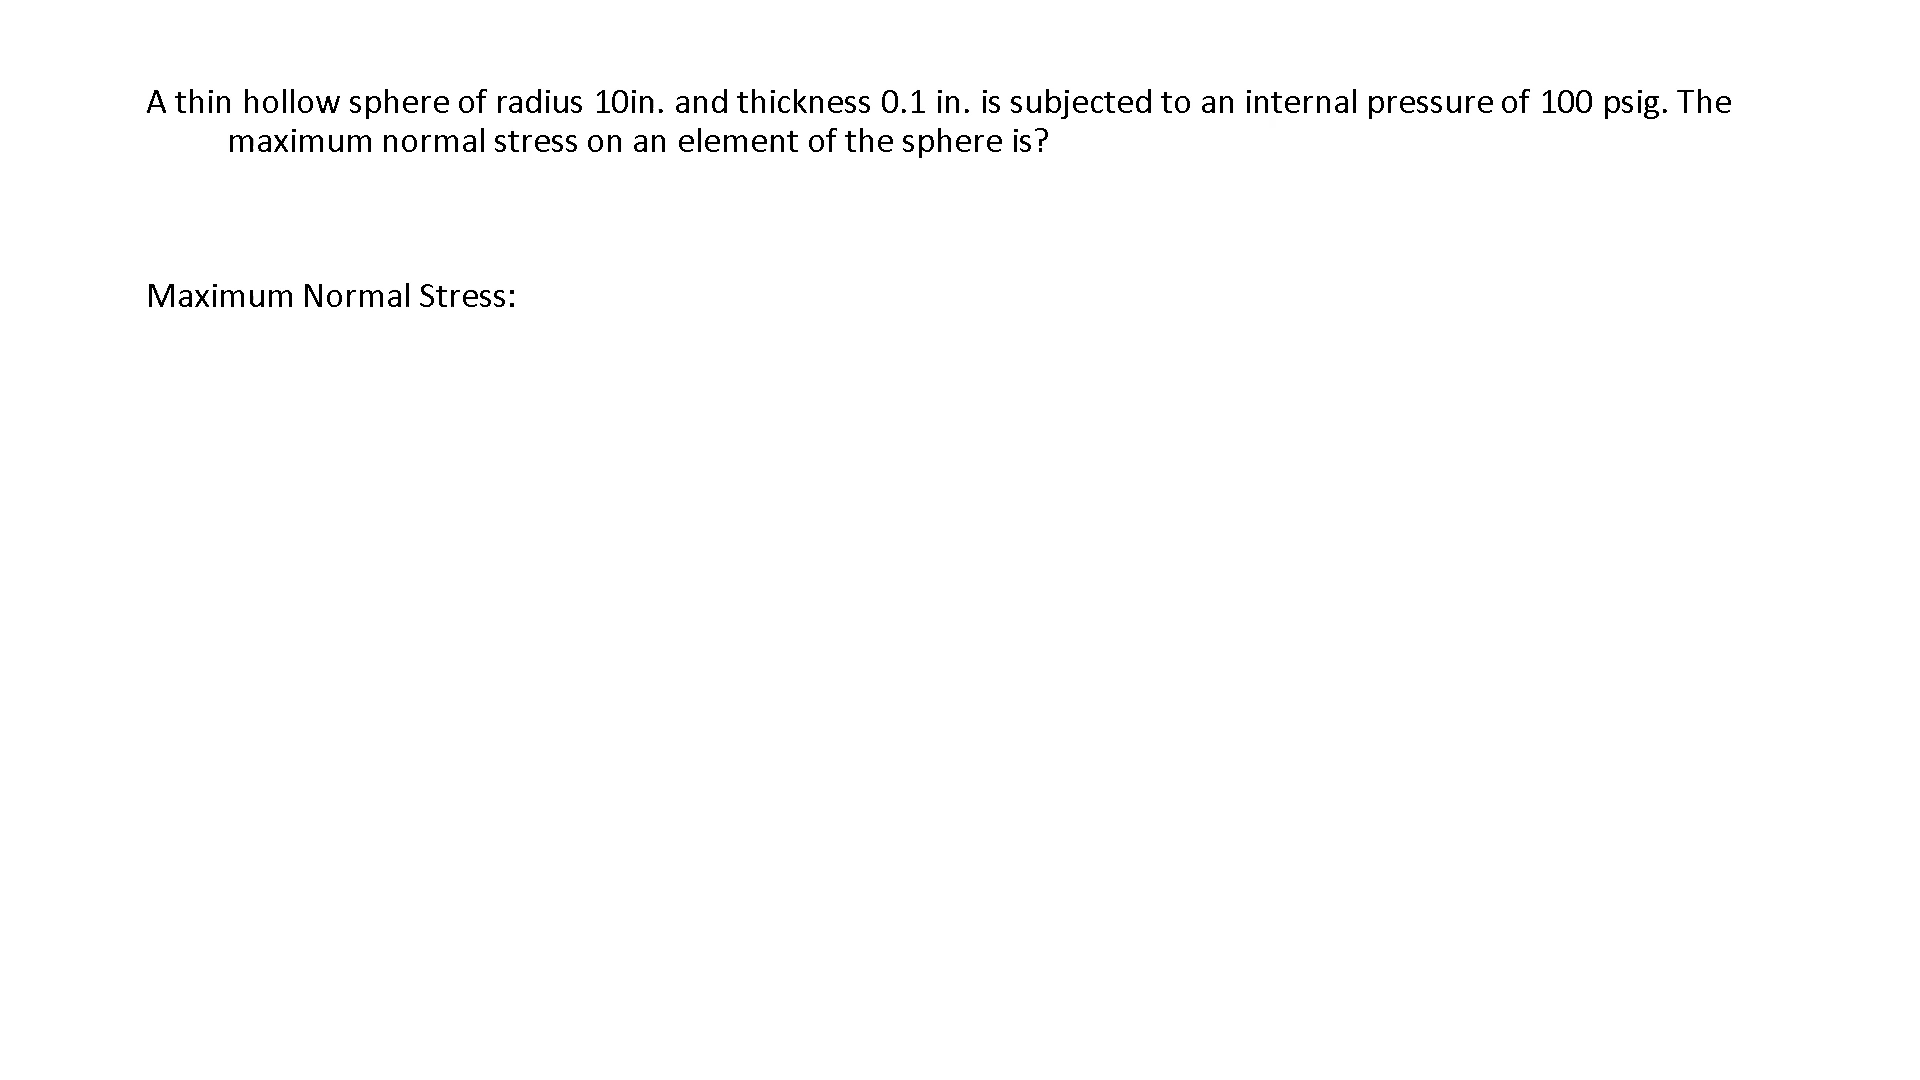 A thin hollow sphere of radius 10in. and thickness 0.1 in. is subjected to an internal pressure of 100 psig. The
maximum normal stress on an element of the sphere is?
Maximum Normal Stress: